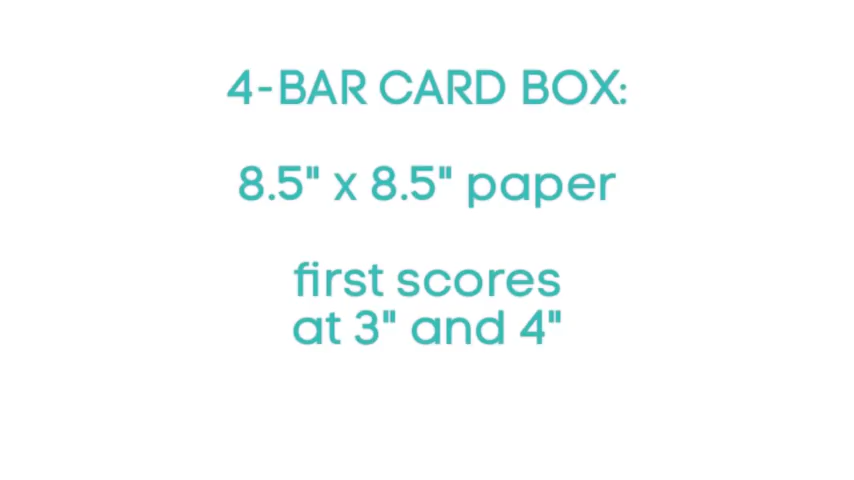 4-BAR CARD BOX:
8.5" x 8.5" paper
first scores
at 3" and 4"